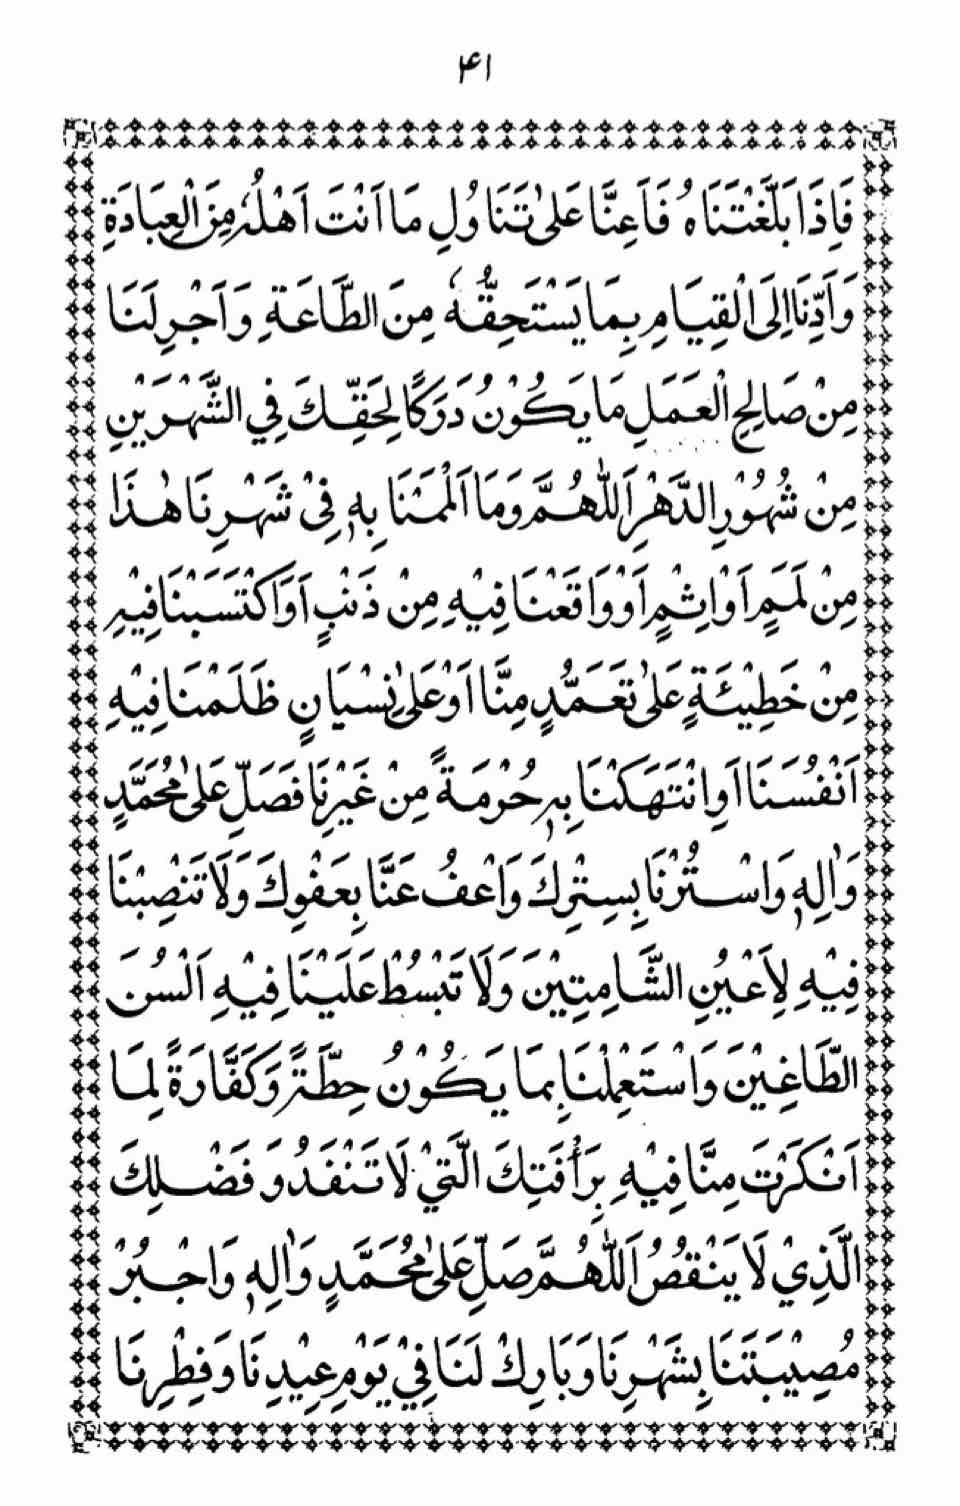 ۴۱
فَاِذَا بَلَّغْتَنَاهُ فَاَعِنَّا عَلٰى تَنَاوُلِ مَا اَنْتَ اَهْلُهٗ مِنَ الْعِبَادَةِ
وَاَدِّنَا اِلَى الْقِيَامِ بِمَا يَسْتَحِقُّهٗ مِنَ الطَّاعَةِ وَاَجْرِ لَنَا
مِنْ صَالِحِ الْعَمَلِ مَا يَكُوْنُ دَرَكًا لِحَقِّكَ فِي الشَّهْرَيْنِ
مِنْ شُهُوْرِ الدَّهْرِ اَللّٰهُمَّ وَمَا اَلْمَمْنَا بِهٖ فِىْ شَهْرِنَا هٰذَا
مِنْ لَمَمٍ اَوْ اِثْمٍ اَوْ وَاقَعْنَا فِيْهِ مِنْ ذَنْبٍ اَوَاكْتَسَبْنَا فِيْهِ
مِنْ خَطِيْئَةٍ عَلٰى تَعَمُّدٍ مِنَّا اَوْ عَلٰى نِسْيَانٍ ظَلَمْنَا فِيْهِ
اَنْفُسَنَا اَوِ انْتَهَكْنَا بِهٖ حُرْمَةً مِنْ غَيْرِنَا فَصَلِّ عَلٰى مُحَمَّدٍ
وَاٰلِهٖ وَاسْتُرْنَا بِسِتْرِكَ وَاعْفُ عَنَّا بِعَفْوِكَ وَلَا تَنْصِبْنَا
فِيْهِ لِاَعْيُنِ الشَّامِتِيْنَ وَلَا تَبْسُطْ عَلَيْنَا فِيْهِ اَلْسُنَ
الطَّاغِيْنَ وَاسْتَعْمِلْنَا بِمَا يَكُوْنُ حِطَّةً وَكَفَّارَةً لِمَا
اَنْكَرْتَ مِنَّا فِيْهِ بِرَأْفَتِكَ الَّتِيْ لَا تَنْفَدُ وَفَضْلِكَ
الَّذِيْ لَا يَنْقُصُ اَللّٰهُمَّ صَلِّ عَلٰى مُحَمَّدٍ وَاٰلِهٖ وَاجْبُرْ
مُصِيْبَتَنَا بِشَهْرِنَا وَبَارِكْ لَنَا فِيْ يَوْمِ عِيْدِنَا وَفِطْرِنَا